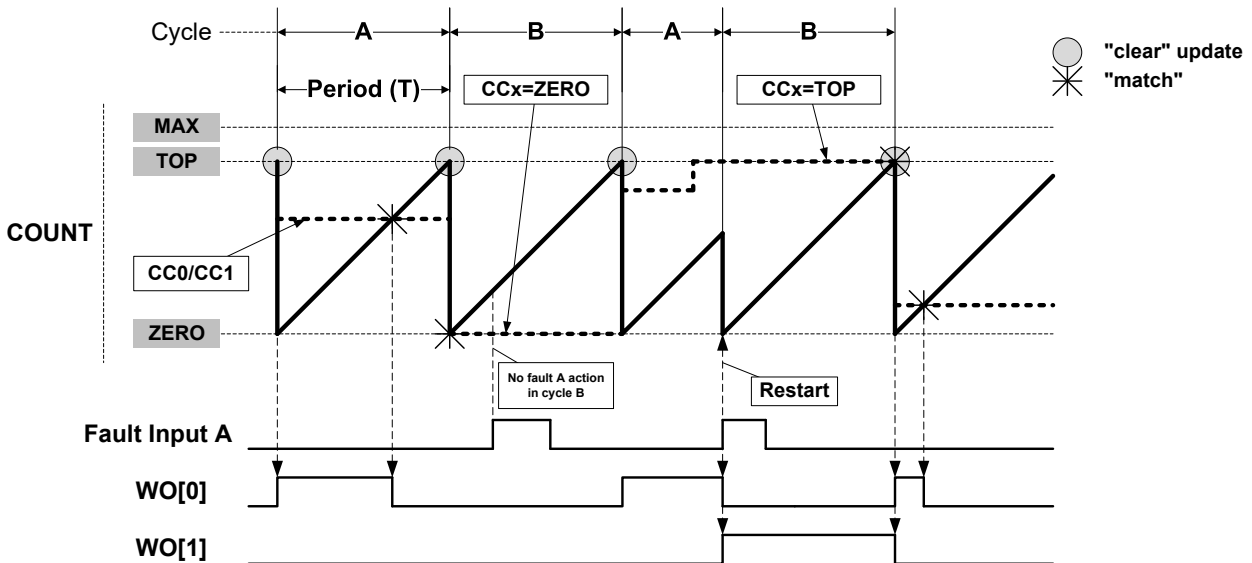 Cycle
A
B
A
B
"clear" update
"match"
Period (T)
CCx=ZERO
CCx=TOP
MAX
TOP
COUNT
CC0/CC1
ZERO
No fault A action
in cycle B
Restart
Fault Input A
WO[0]
WO[1]